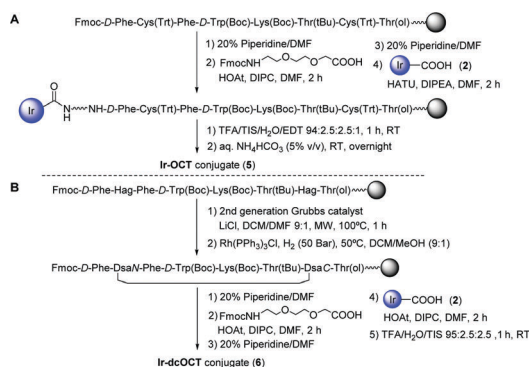 A
Fmoc-D-Phe-Cys(Trt)-Phe-D-Trp(Boc)-Lys(Boc)-Thr(tBu)-Cys(Trt)-Thr(ol)
1) 20% Piperidine/DMF
2) FmocHN O O COOH
HOAt, DIPC, DMF, 2 h
3) 20% Piperidine/DMF
4) Ir COOH (2)
HATU, DIPEA, DMF, 2 h
O
Ir N H NH-D-Phe-Cys(Trt)-Phe-D-Trp(Boc)-Lys(Boc)-Thr(tBu)-Cys(Trt)-Thr(ol)
1) TFA/TIS/H2O/EDT 94:2.5:2.5:1, 1 h, RT
2) aq. NH4HCO3 (5% v/v), RT, overnight
Ir-OCT conjugate (5)
B
Fmoc-D-Phe-Hag-Phe-D-Trp(Boc)-Lys(Boc)-Thr(tBu)-Hag-Thr(ol)
1) 2nd generation Grubbs catalyst
LiCl, DCM/DMF 9:1, MW, 100ºC, 1 h
2) Rh(PPh3)3Cl, H2 (50 Bar), 50ºC, DCM/MeOH (9:1)
Fmoc-D-Phe-DsaN-Phe-D-Trp(Boc)-Lys(Boc)-Thr(tBu)-DsaC-Thr(ol)
1) 20% Piperidine/DMF
2) FmocHN O O COOH
HOAt, DIPC, DMF, 2 h
3) 20% Piperidine/DMF
4) Ir COOH (2)
HOAt, DIPC, DMF, 2 h
5) TFA/H2O/TIS 95:2.5:2.5 ,1 h, RT
Ir-dcOCT conjugate (6)